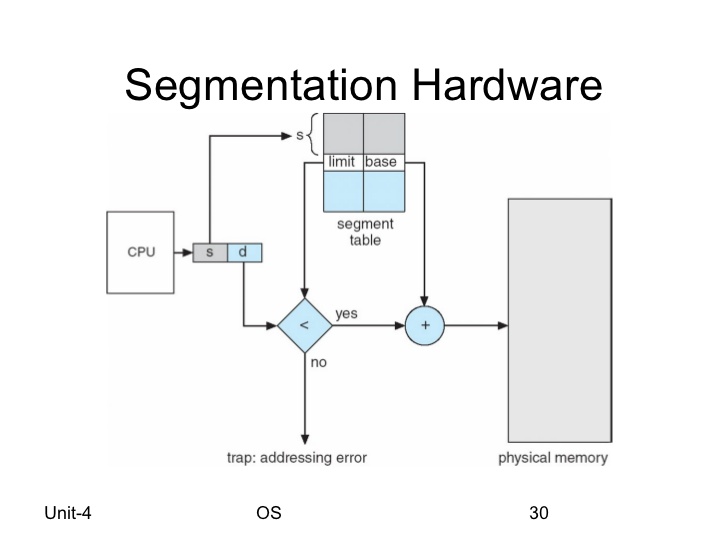 Segmentation Hardware
s
limit base
segment
table
CPU
s d
<
yes
+
no
trap: addressing error
physical memory
Unit-4 OS 30